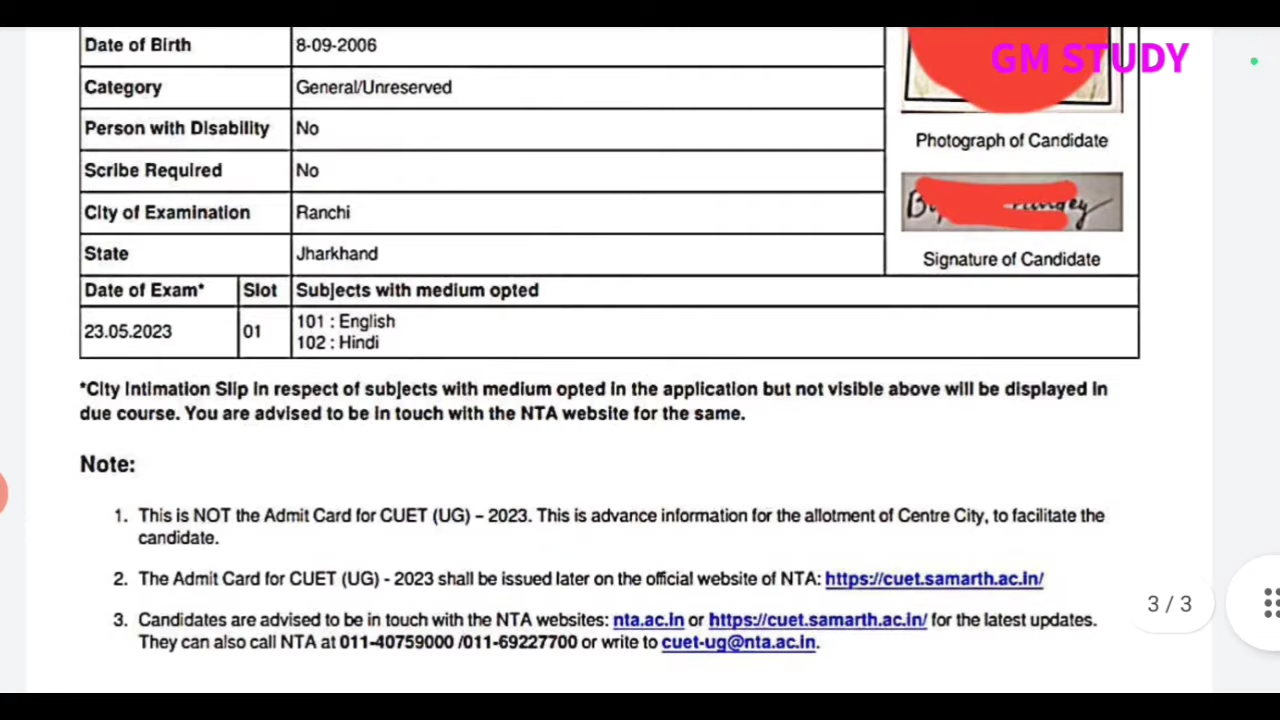 Date of Birth 8-09-2006
GM STUDY
Category General/Unreserved
Person with Disability No
Photograph of Candidate
Scribe Required No
City of Examination Ranchi
State Jharkhand
Signature of Candidate
Date of Exam* Slot Subjects with medium opted
23.05.2023 01 101 : English
102 : Hindi
*City Intimation Slip in respect of subjects with medium opted in the application but not visible above will be displayed in
due course. You are advised to be in touch with the NTA website for the same.
Note:
1. This is NOT the Admit Card for CUET (UG) – 2023. This is advance information for the allotment of Centre City, to facilitate the
candidate.
2. The Admit Card for CUET (UG) - 2023 shall be issued later on the official website of NTA: https://cuet.samarth.ac.in/
3. Candidates are advised to be in touch with the NTA websites: nta.ac.in or https://cuet.samarth.ac.in/ for the latest updates.
They can also call NTA at 011-40759000 /011-69227700 or write to cuet-ug@nta.ac.in.
3 / 3